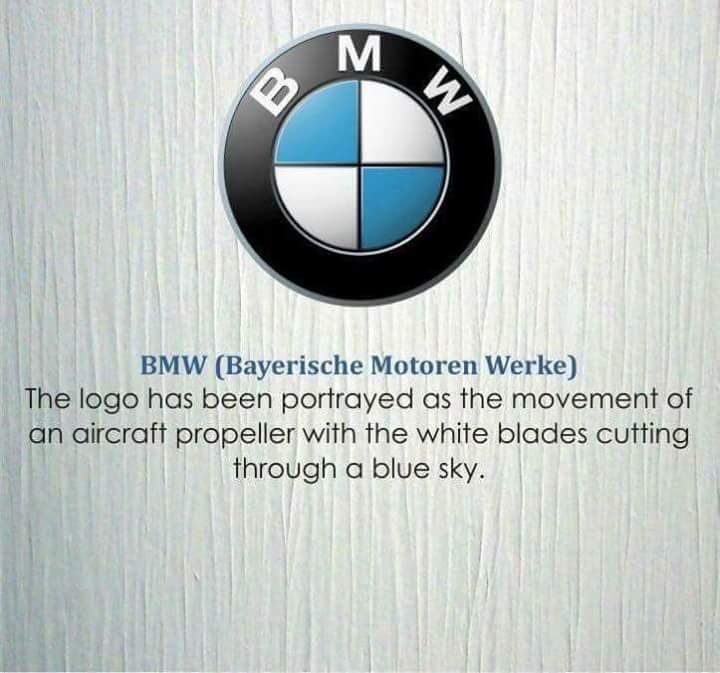 BMW
BMW (Bayerische Motoren Werke)
The logo has been portrayed as the movement of
an aircraft propeller with the white blades cutting
through a blue sky.